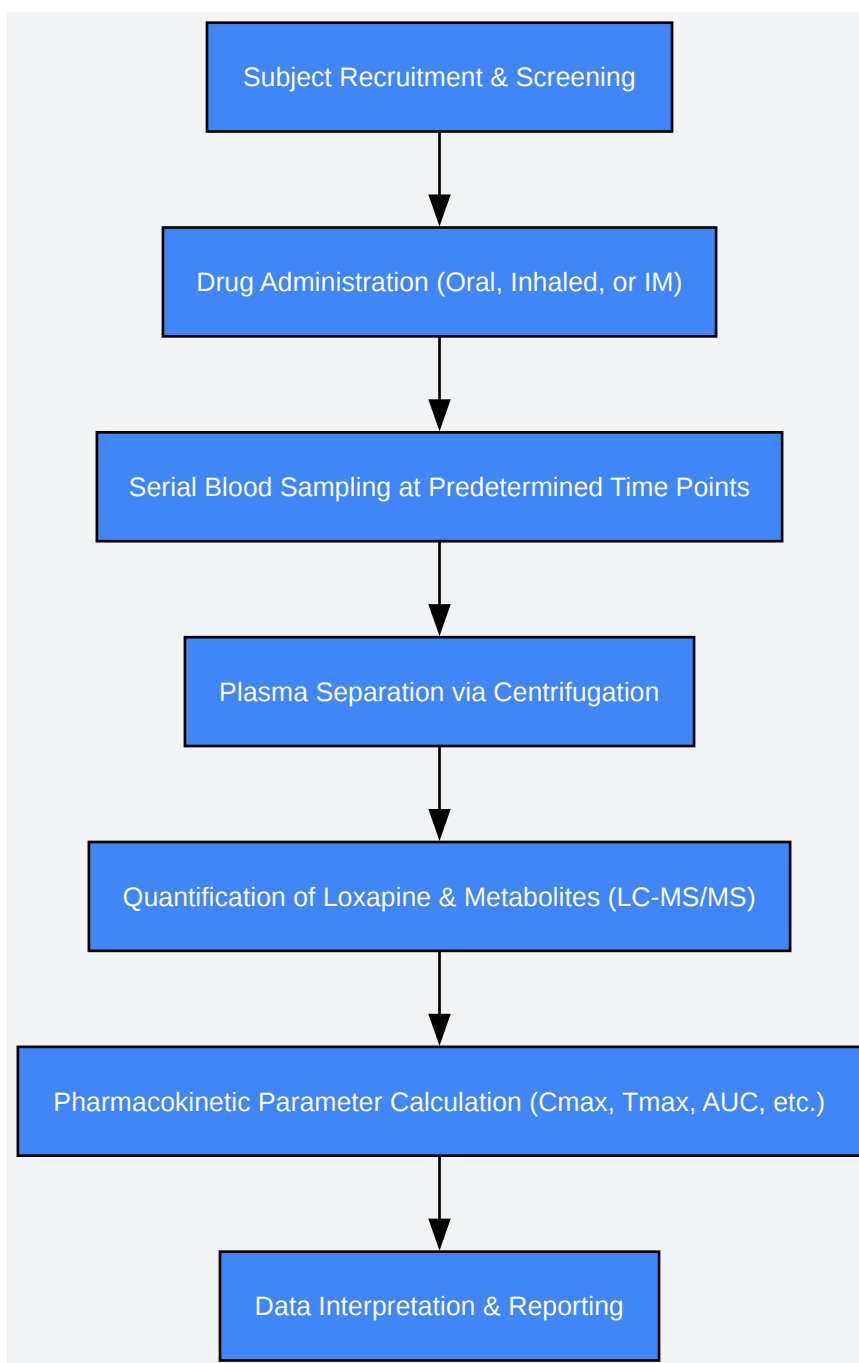 Subject Recruitment & Screening
Drug Administration (Oral, Inhaled, or IM)
Serial Blood Sampling at Predetermined Time Points
Plasma Separation via Centrifugation
Quantification of Loxapine & Metabolites (LC-MS/MS)
Pharmacokinetic Parameter Calculation (Cmax, Tmax, AUC, etc.)
Data Interpretation & Reporting